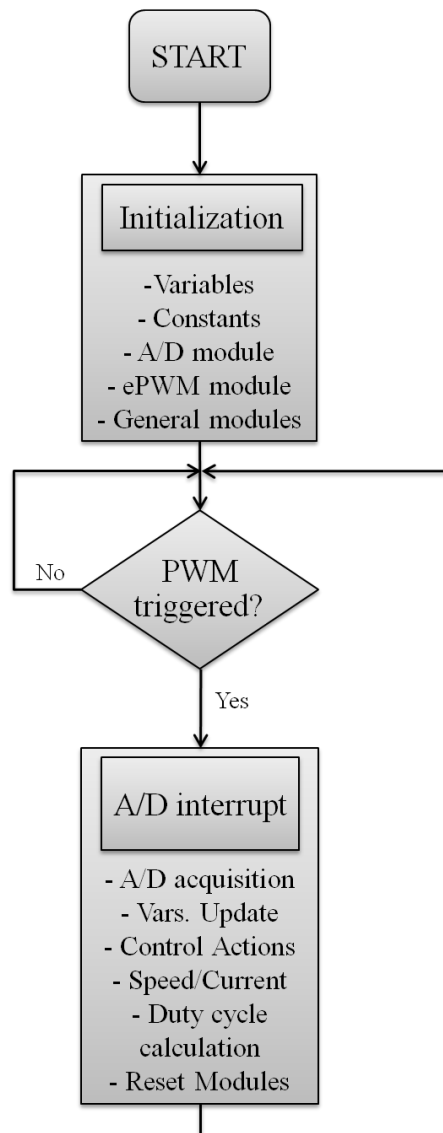 START
Initialization
-Variables
- Constants
- A/D module
- ePWM module
- General modules
No
PWM
triggered?
Yes
A/D interrupt
- A/D acquisition
- Vars. Update
- Control Actions
- Speed/Current
- Duty cycle
calculation
- Reset Modules